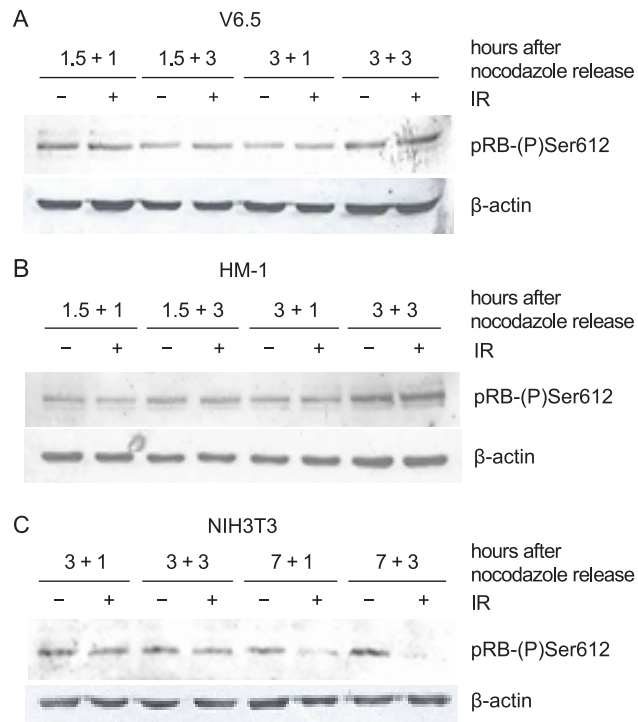 A
V6.5
1.5 + 1 1.5 + 3 3 + 1 3 + 3 hours after
nocodazole release
– + – + – + – + IR
pRB-(P)Ser612
β-actin
B
HM-1
1.5 + 1 1.5 + 3 3 + 1 3 + 3 hours after
nocodazole release
– + – + – + – + IR
pRB-(P)Ser612
β-actin
C
NIH3T3
3 + 1 3 + 3 7 + 1 7 + 3 hours after
nocodazole release
– + – + – + – + IR
pRB-(P)Ser612
β-actin